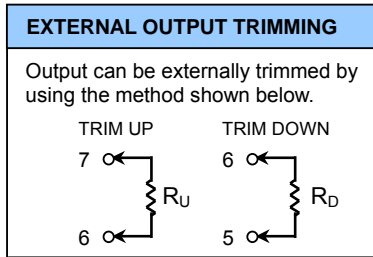 EXTERNAL OUTPUT TRIMMING
Output can be externally trimmed by
using the method shown below.
TRIM UP TRIM DOWN
7 6
RU RD
6 5